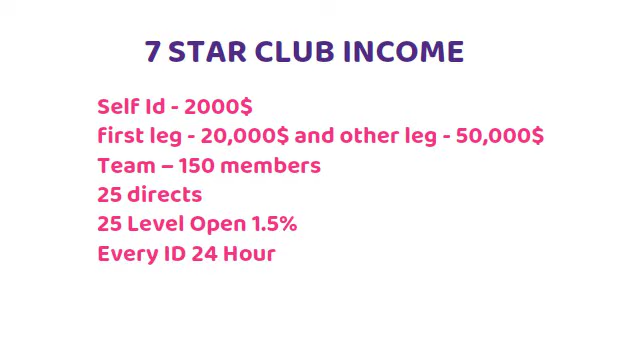 7 STAR CLUB INCOME
Self Id - 2000$
first leg - 20,000$ and other leg - 50,000$
Team – 150 members
25 directs
25 Level Open 1.5%
Every ID 24 Hour